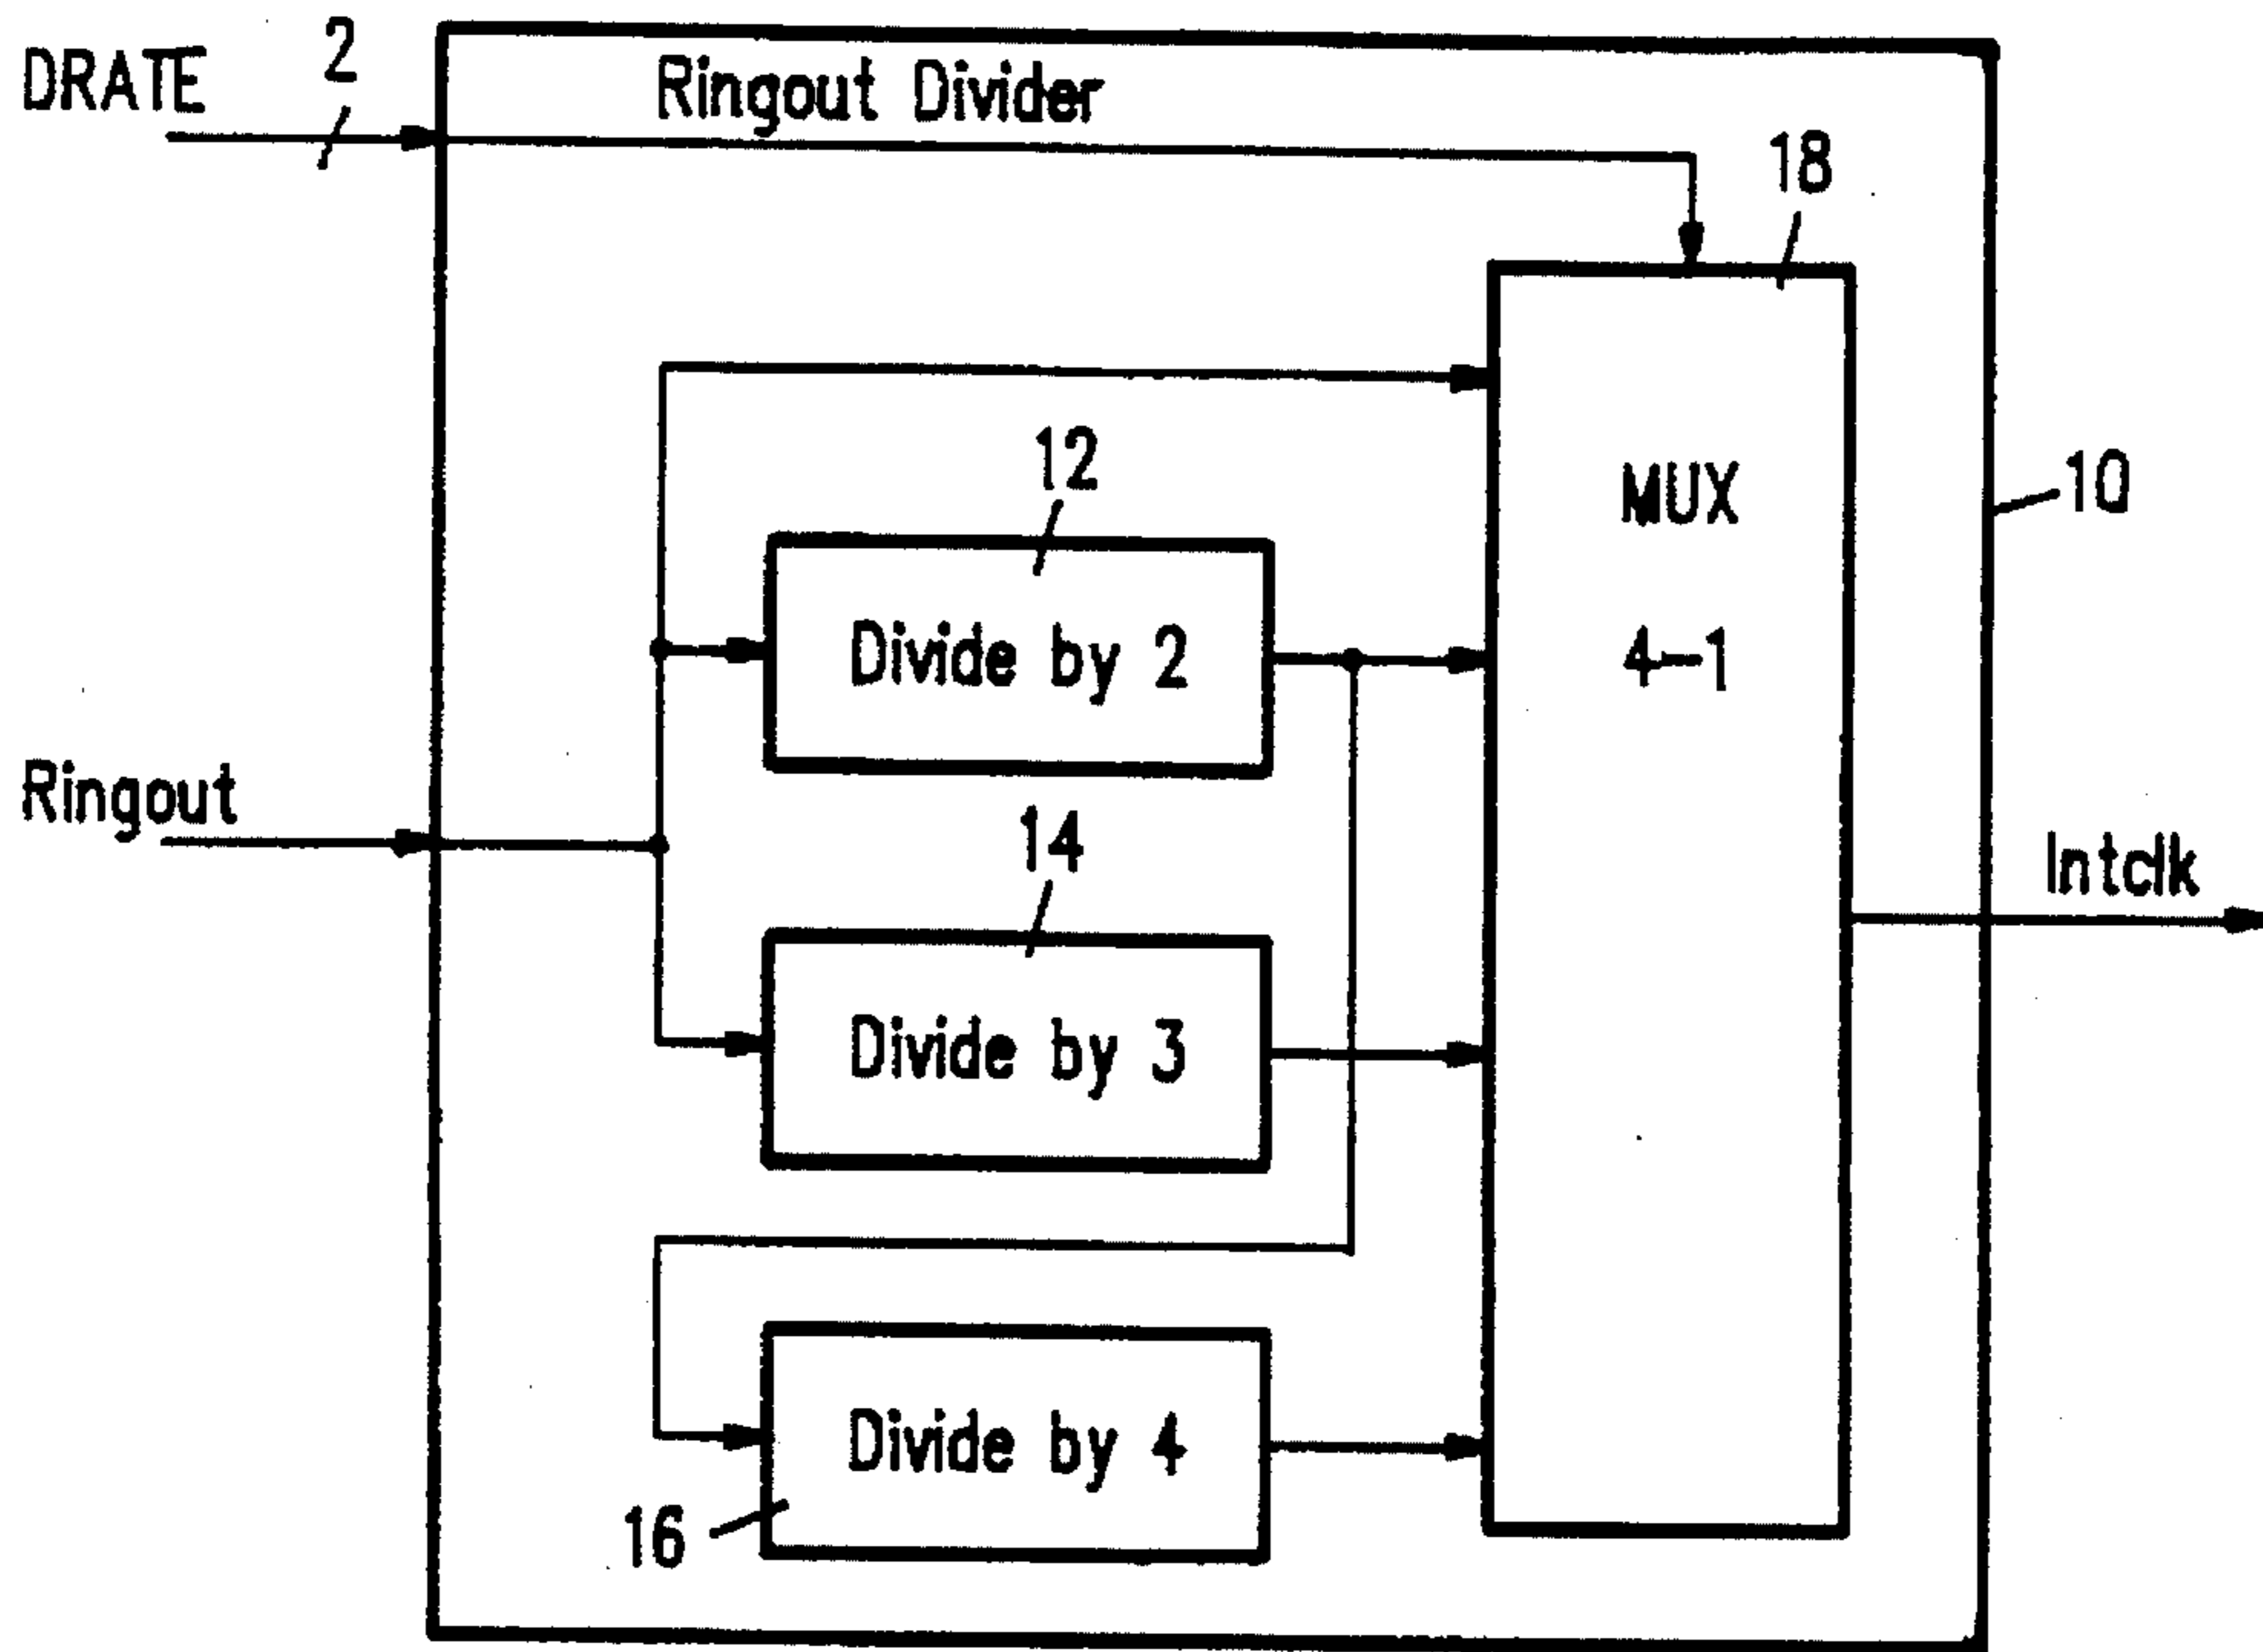 DRATE
2
Ringout Divider
18
12
MUX
4-1
10
Divide by 2
Ringout
14
Intclk
Divide by 3
Divide by 4
16